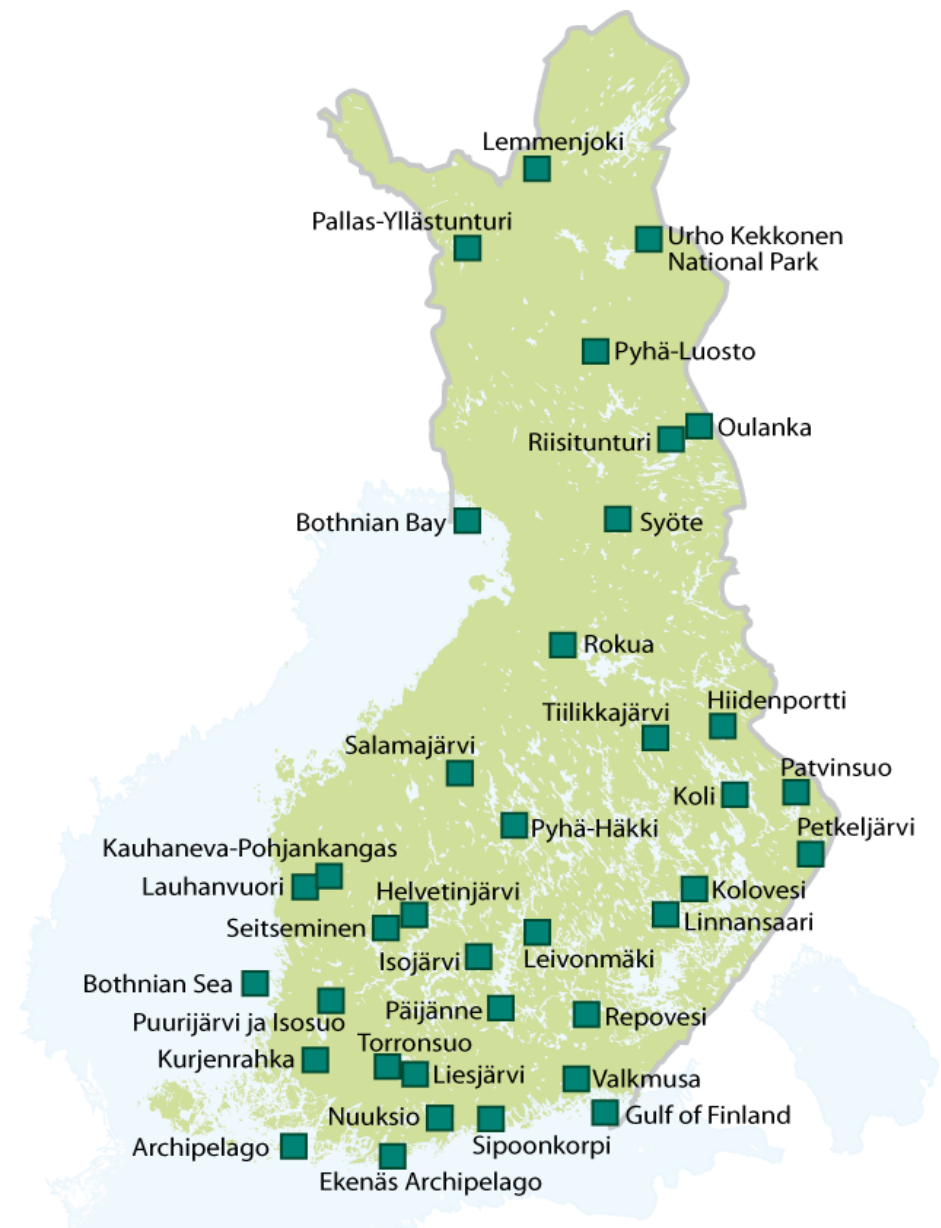 Lemmenjoki
Pallas-Yllästunturi
Urho Kekkonen
National Park
Pyhä-Luosto
Oulanka
Riisitunturi
Bothnian Bay
Syöte
Rokua
Hiidenportti
Tiilikkajärvi
Salamajärvi
Patvinsuo
Koli
Pyhä-Häkki
Petkeljärvi
Kauhaneva-Pohjankangas
Lauhanvuori
Helvetinjärvi
Kolovesi
Linnansaari
Seitseminen
Isojärvi
Leivonmäki
Bothnian Sea
Päijänne
Repovesi
Puurijärvi ja Isosuo
Torronsuo
Kurjenrahka
Liesjärvi
Valkmusa
Nuuksio
Gulf of Finland
Archipelago
Sipoonkorpi
Ekenäs Archipelago